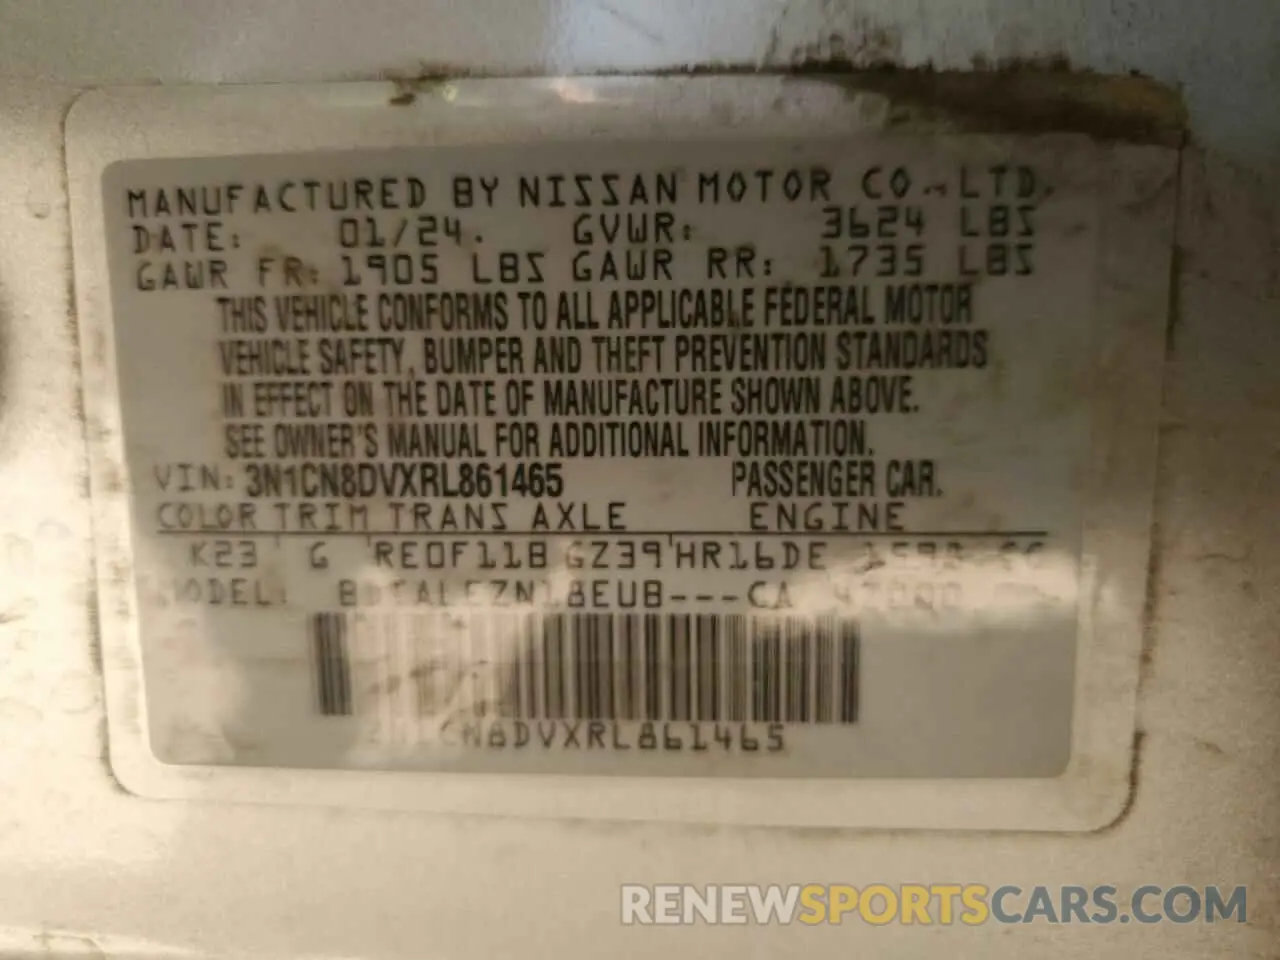 MANUFACTURED BY NISSAN MOTOR CO., LTD.
DATE: 01/24. GVWR: 3624 LBS
GAWR FR: 1905 LBS GAWR RR: 1735 LBS
THIS VEHICLE CONFORMS TO ALL APPLICABLE FEDERAL MOTOR
VEHICLE SAFETY, BUMPER AND THEFT PREVENTION STANDARDS
IN EFFECT ON THE DATE OF MANUFACTURE SHOWN ABOVE.
SEE OWNER'S MANUAL FOR ADDITIONAL INFORMATION.
VIN: 3N1CN8DVXRL861465 PASSENGER CAR.
COLOR TRIM TRANS AXLE ENGINE
K23 G RE0F11B GZ39 HR16DE
MODEL:
3N1CN8DVXRL861465
RENEWSPORTSCARS.COM